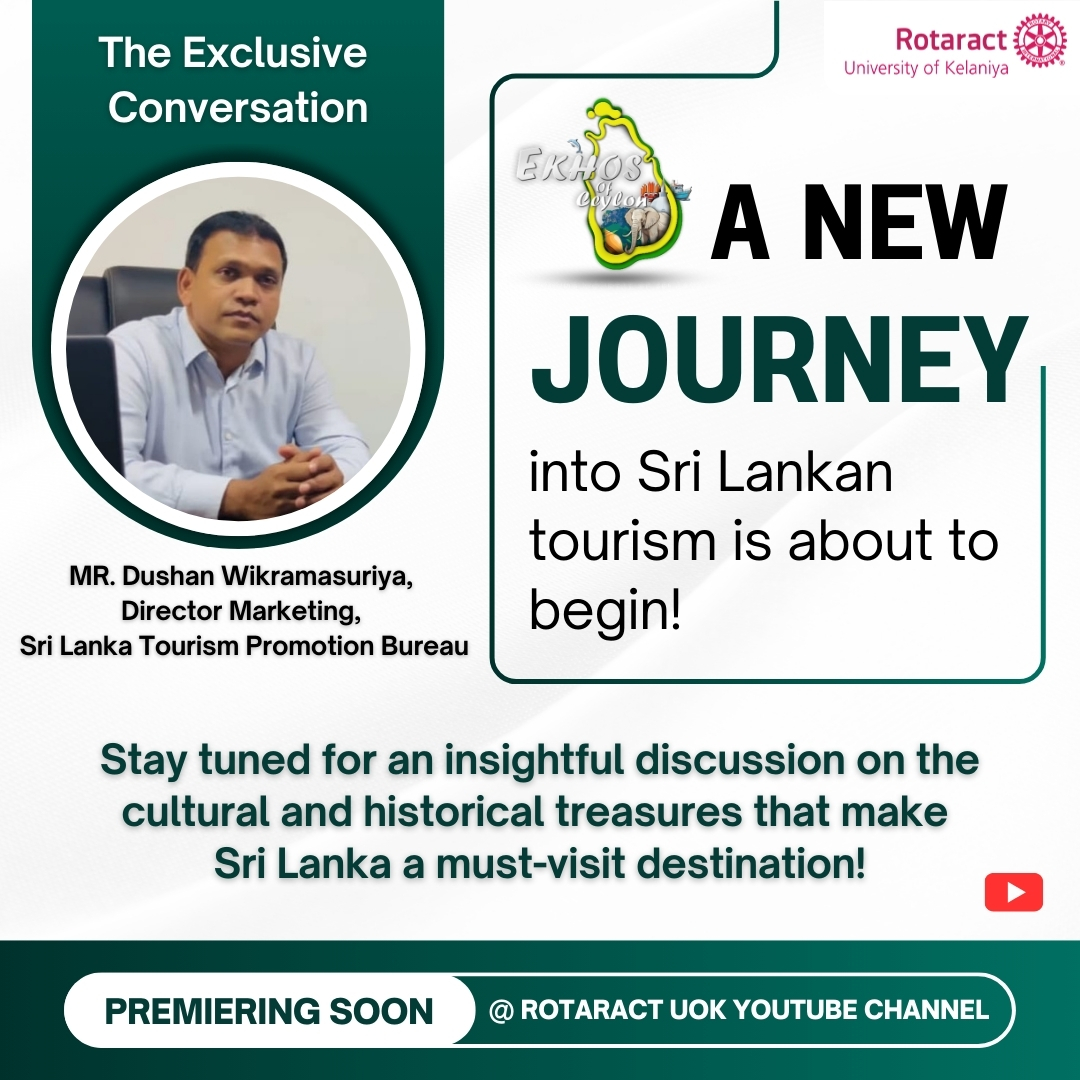 The Exclusive
Conversation
Rotaract
University of Kelaniya
EKHOS
Of
Ceylon
A NEW
JOURNEY
into Sri Lankan
tourism is about to
begin!
MR. Dushan Wikramasuriya,
Director Marketing,
Sri Lanka Tourism Promotion Bureau
Stay tuned for an insightful discussion on the
cultural and historical treasures that make
Sri Lanka a must-visit destination!
PREMIERING SOON
@ ROTARACT UOK YOUTUBE CHANNEL